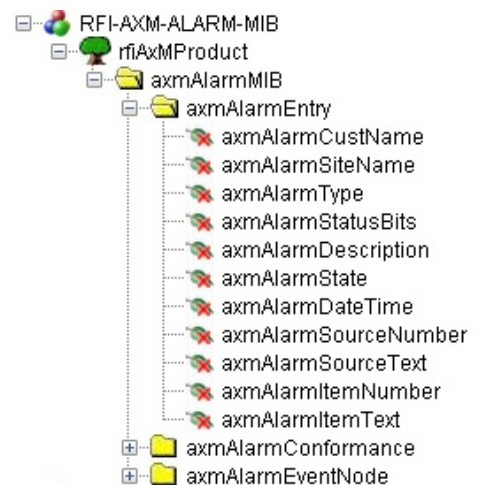 RFI-AXM-ALARM-MIB
rfiAxMProduct
axmAlarmMIB
axmAlarmEntry
axmAlarmCustName
axmAlarmSiteName
axmAlarmType
axmAlarmStatusBits
axmAlarmDescription
axmAlarmState
axmAlarmDateTime
axmAlarmSourceNumber
axmAlarmSourceText
axmAlarmItemNumber
axmAlarmItemText
axmAlarmConformance
axmAlarmEventNode